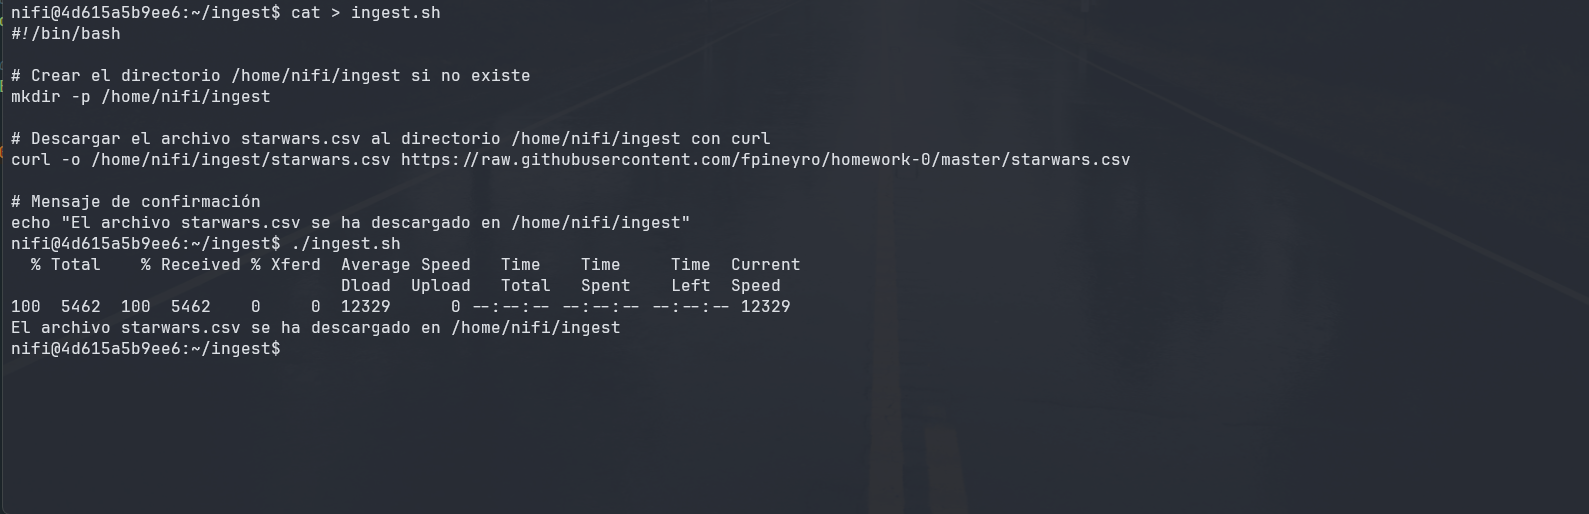 nifi@4d615a5b9ee6:~/ingest$ cat > ingest.sh
#!/bin/bash

# Crear el directorio /home/nifi/ingest si no existe
mkdir -p /home/nifi/ingest

# Descargar el archivo starwars.csv al directorio /home/nifi/ingest con curl
curl -o /home/nifi/ingest/starwars.csv https://raw.githubusercontent.com/fpineyro/homework-0/master/starwars.csv

# Mensaje de confirmación
echo "El archivo starwars.csv se ha descargado en /home/nifi/ingest"
nifi@4d615a5b9ee6:~/ingest$ ./ingest.sh
  % Total    % Received % Xferd  Average Speed   Time    Time     Time  Current
                                 Dload  Upload   Total   Spent    Left  Speed
100  5462  100  5462    0     0  12329      0 --:--:-- --:--:-- --:--:-- 12329
El archivo starwars.csv se ha descargado en /home/nifi/ingest
nifi@4d615a5b9ee6:~/ingest$